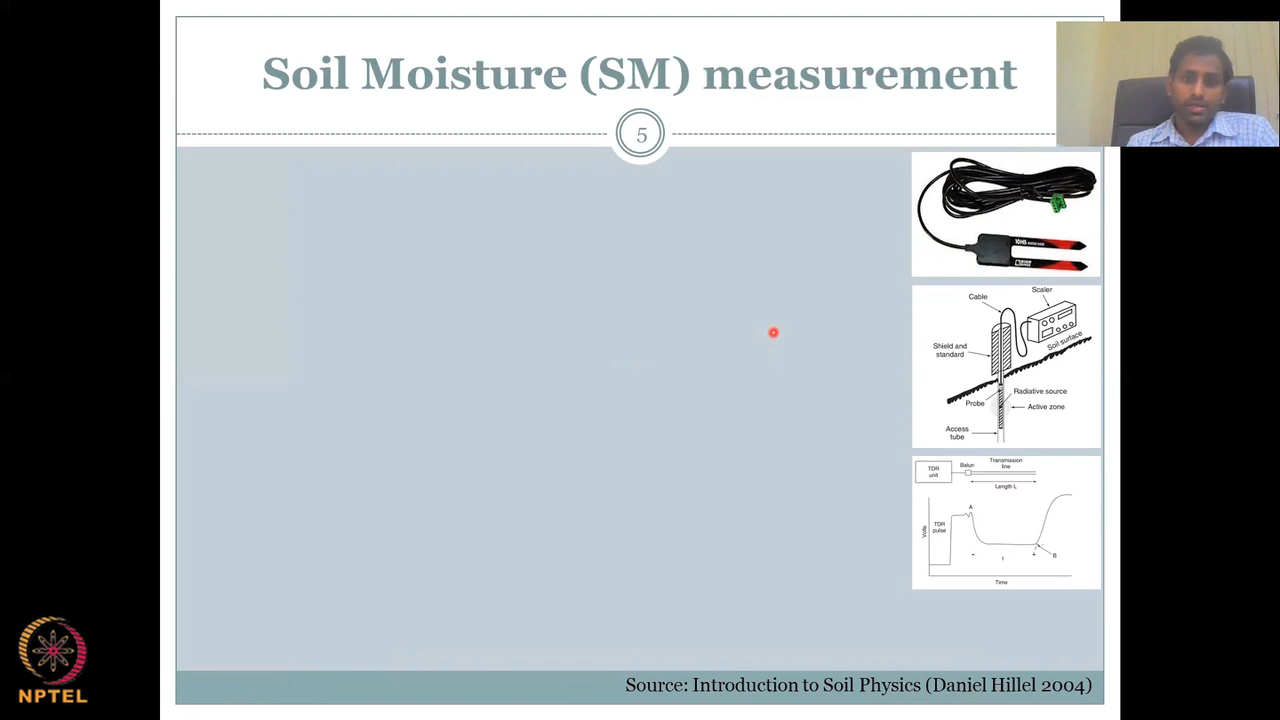 Soil Moisture (SM) measurement
5
10HS
Cable
Scaler
Shield and
standard
Soil surface
Radiative source
Probe
Active zone
Access
tube
TDR
unit
Balun
Transmission
line
Length L
A
Volts
TDR
pulse
t
B
Time
NPTEL
Source: Introduction to Soil Physics (Daniel Hillel 2004)